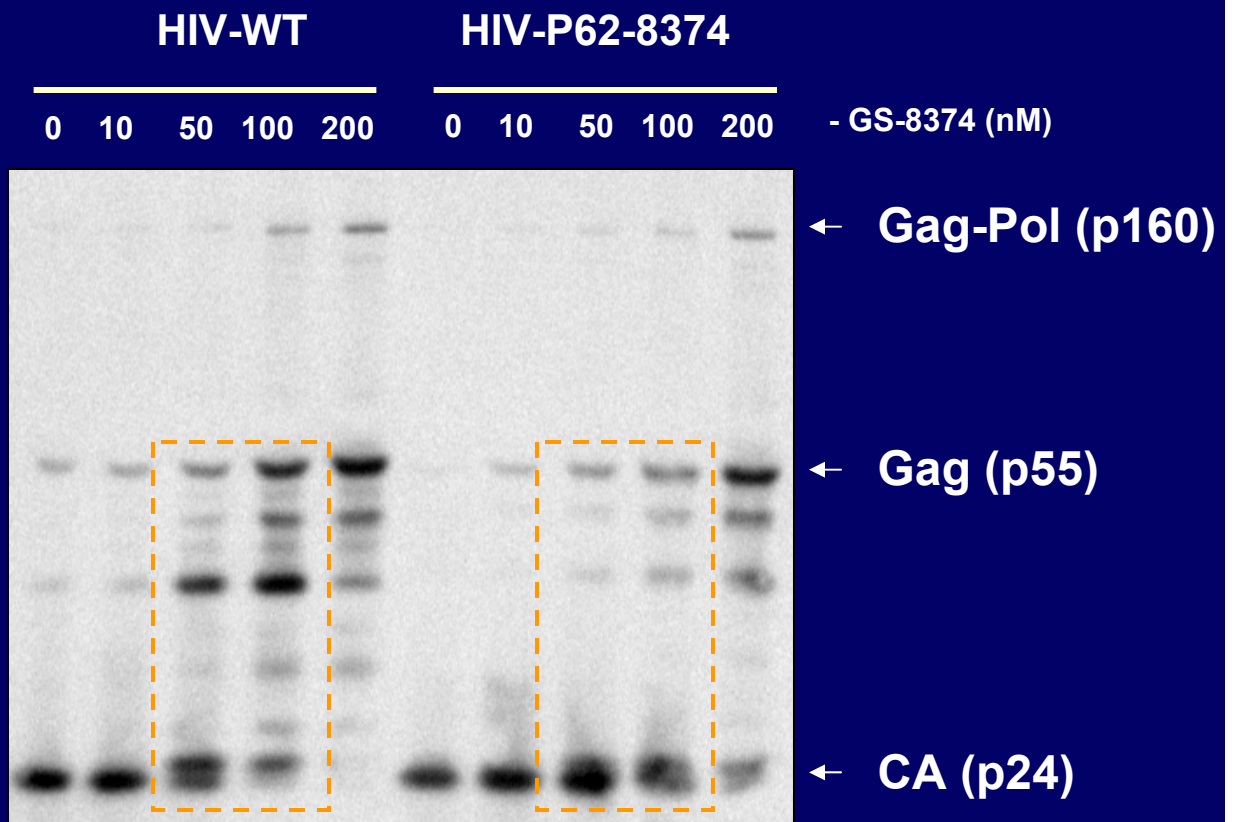 HIV-WT HIV-P62-8374
0 10 50 100 200 0 10 50 100 200 - GS-8374 (nM)
Gag-Pol (p160)
Gag (p55)
CA (p24)